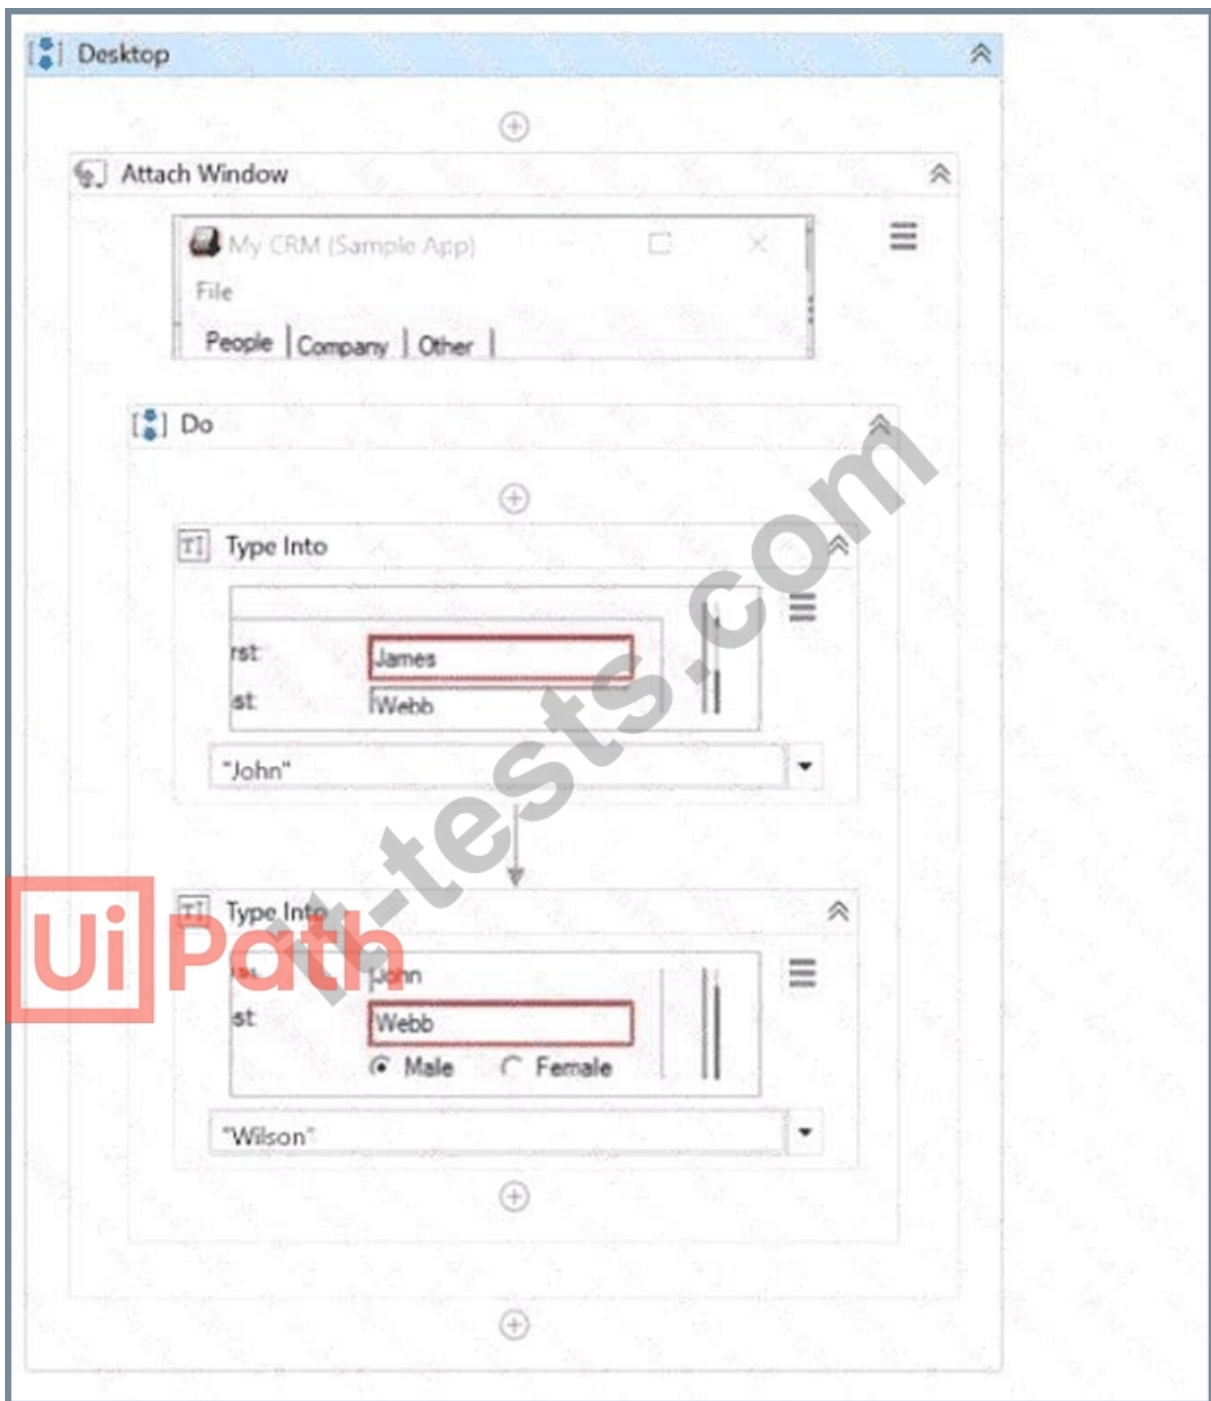 Desktop
Attach Window
My CRM (Sample App)
File
People Company Other
Do
Type Into
rst:
James
st:
Webb
"John"
Type Into
John
st:
Webb
Male Female
"Wilson"
UiPath
it-tests.com